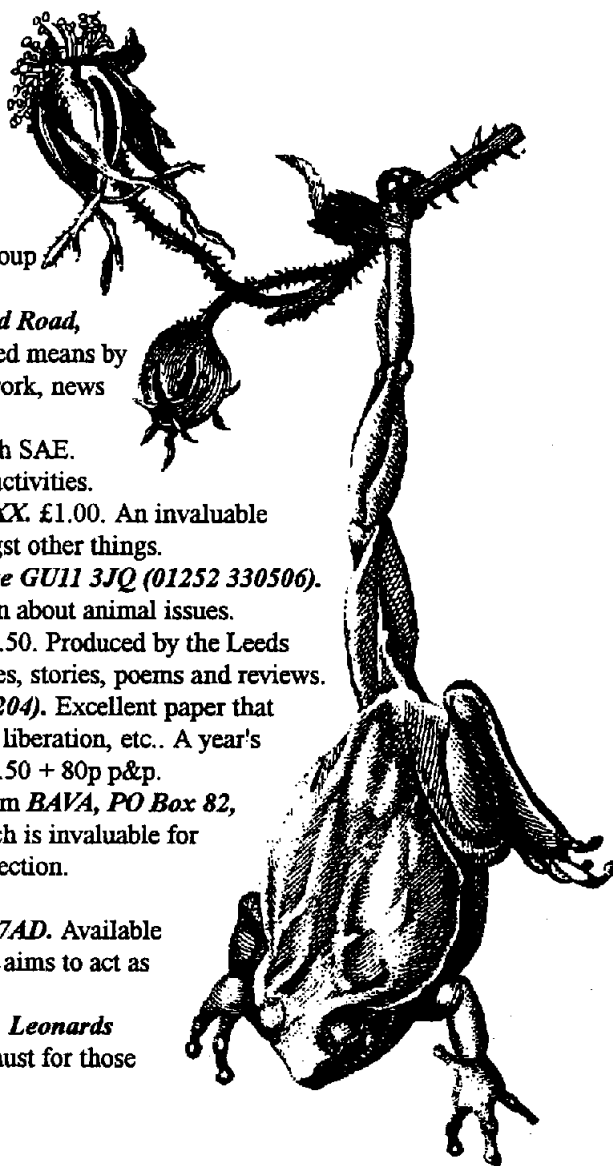 oup
d Road,
ed means by
ork, news
h SAE.
activities.
XX. £1.00. An invaluable
gst other things.
e GU11 3JQ (01252 330506).
n about animal issues.
.50. Produced by the Leeds
es, stories, poems and reviews.
204). Excellent paper that
liberation, etc.. A year's
.50 + 80p p&p.
m BAVA, PO Box 82,
ch is invaluable for
ection.
7AD. Available
aims to act as
Leonards
nust for those